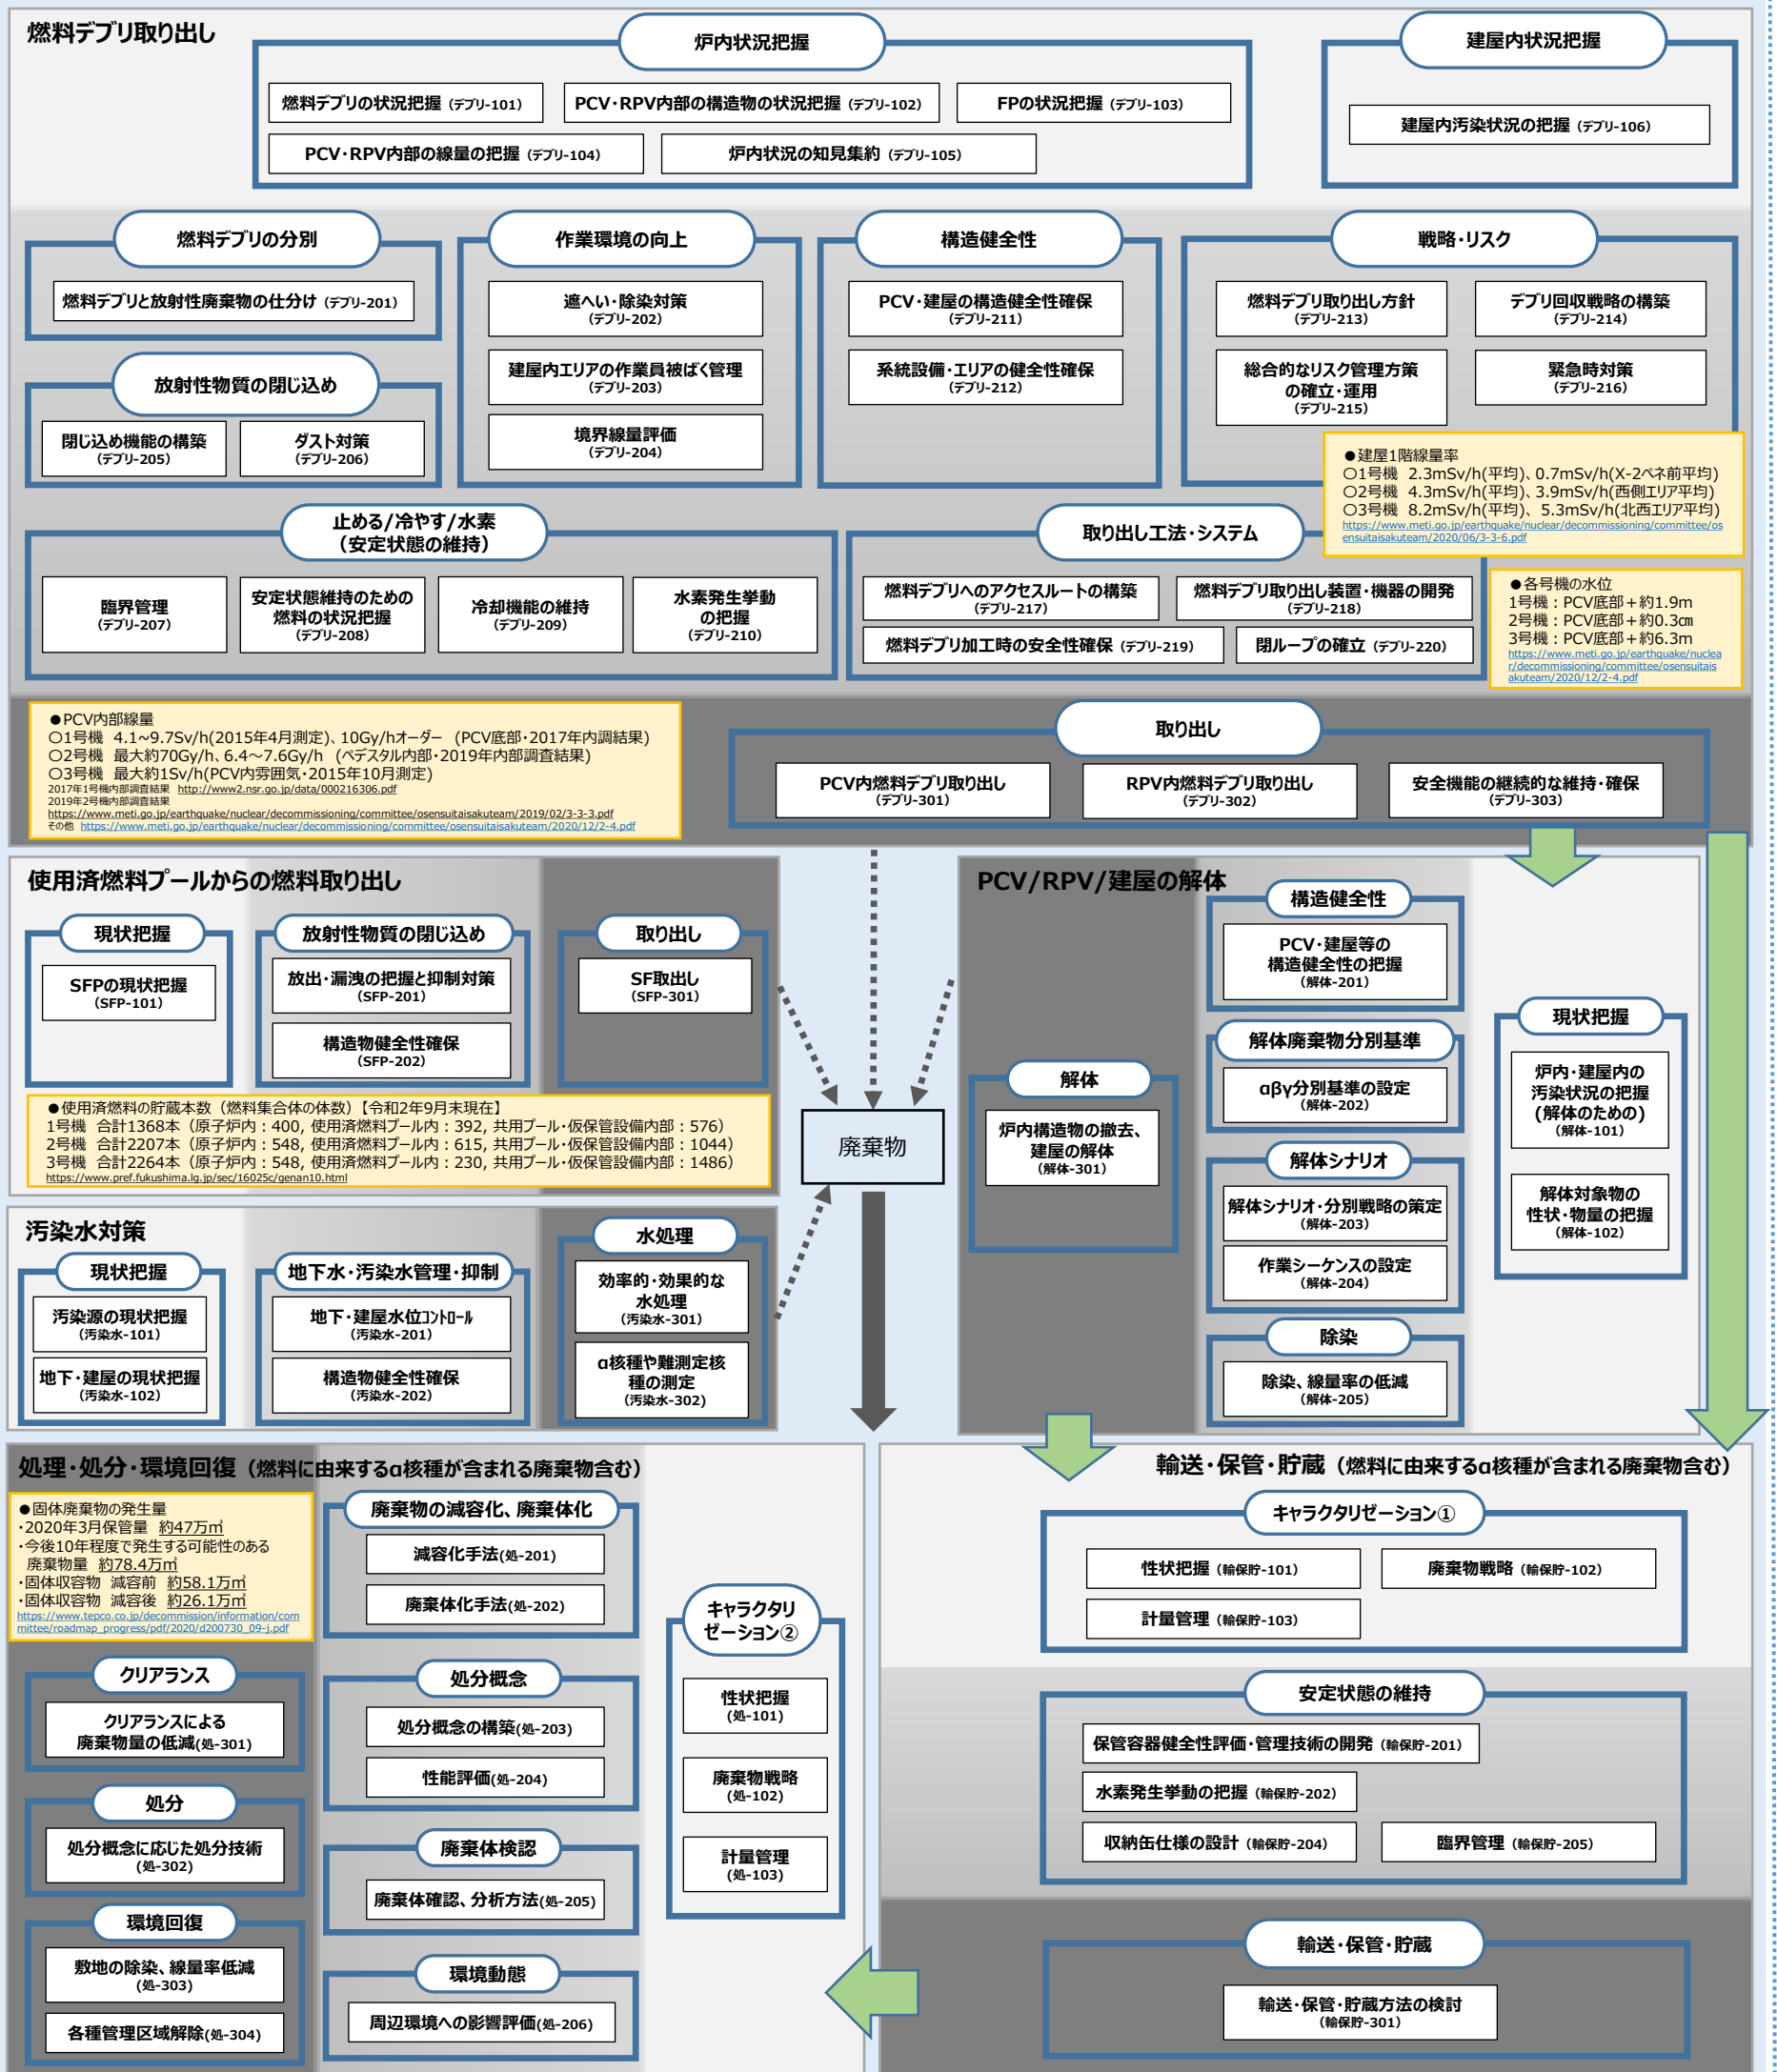 燃料デブリ取り出し
炉内状況把握
燃料デブリの状況把握（デブリ-101）
PCV・RPV内部の構造物の状況把握（デブリ-102）
FPの状況把握（デブリ-103）
PCV・RPV内部の線量の把握（デブリ-104）
炉内状況の知見集約（デブリ-105）
建屋内状況把握
建屋内汚染状況の把握（デブリ-106）
燃料デブリの分別
燃料デブリと放射性廃棄物の仕分け（デブリ-201）
放射性物質の閉じ込め
閉じ込め機能の構築
（デブリ-205）
ダスト対策
（デブリ-206）
作業環境の向上
遮へい・除染対策
（デブリ-202）
建屋内エリアの作業員被ばく管理
（デブリ-203）
境界線量評価
（デブリ-204）
構造健全性
PCV・建屋の構造健全性確保
（デブリ-211）
系統設備・エリアの健全性確保
（デブリ-212）
戦略・リスク
燃料デブリ取り出し方針
（デブリ-213）
デブリ回収戦略の構築
（デブリ-214）
総合的なリスク管理方策
の確立・運用
（デブリ-215）
緊急時対策
（デブリ-216）
●建屋1階線量率
○1号機 2.3mSv/h(平均)、0.7mSv/h(X-2ペネ前平均)
○2号機 4.3mSv/h(平均)、3.9mSv/h(西側エリア平均)
○3号機 8.2mSv/h(平均)、5.3mSv/h(北西エリア平均)
https://www.meti.go.jp/earthquake/nuclear/decommissioning/committee/os
ensuitaisakuteam/2020/06/3-3-6.pdf
止める/冷やす/水素
（安定状態の維持）
臨界管理
（デブリ-207）
安定状態維持のための
燃料の状況把握
（デブリ-208）
冷却機能の維持
（デブリ-209）
水素発生挙動
の把握
（デブリ-210）
取り出し工法・システム
燃料デブリへのアクセスルートの構築
（デブリ-217）
燃料デブリ取り出し装置・機器の開発
（デブリ-218）
燃料デブリ加工時の安全性確保（デブリ-219）
閉ループの確立（デブリ-220）
●各号機の水位
1号機：PCV底部＋約1.9m
2号機：PCV底部＋約0.3㎝
3号機：PCV底部＋約6.3m
https://www.meti.go.jp/earthquake/nuclea
r/decommissioning/committee/osensuitais
akuteam/2020/12/2-4.pdf
●PCV内部線量
○1号機 4.1~9.7Sv/h(2015年4月測定)、10Gy/hオーダー (PCV底部・2017年内調結果)
○2号機 最大約70Gy/h、6.4～7.6Gy/h (ペデスタル内部・2019年内部調査結果)
○3号機 最大約1Sv/h(PCV内雰囲気・2015年10月測定)
2017年1号機内部調査結果 http://www2.nsr.go.jp/data/000216306.pdf
2019年2号機内部調査結果
https://www.meti.go.jp/earthquake/nuclear/decommissioning/committee/osensuitaisakuteam/2019/02/3-3-3.pdf
その他 https://www.meti.go.jp/earthquake/nuclear/decommissioning/committee/osensuitaisakuteam/2020/12/2-4.pdf
取り出し
PCV内燃料デブリ取り出し
（デブリ-301）
RPV内燃料デブリ取り出し
（デブリ-302）
安全機能の継続的な維持・確保
（デブリ-303）
使用済燃料プールからの燃料取り出し
現状把握
SFPの現状把握
（SFP-101）
放射性物質の閉じ込め
放出・漏洩の把握と抑制対策
（SFP-201）
構造物健全性確保
（SFP-202）
取り出し
SF取出し
（SFP-301）
●使用済燃料の貯蔵本数（燃料集合体の体数）【令和2年9月末現在】
1号機 合計1368本（原子炉内：400, 使用済燃料プール内：392, 共用プール・仮保管設備内部：576）
2号機 合計2207本（原子炉内：548, 使用済燃料プール内：615, 共用プール・仮保管設備内部：1044）
3号機 合計2264本（原子炉内：548, 使用済燃料プール内：230, 共用プール・仮保管設備内部：1486）
https://www.pref.fukushima.lg.jp/sec/16025c/genan10.html
廃棄物
PCV/RPV/建屋の解体
解体
炉内構造物の撤去、
建屋の解体
（解体-301）
構造健全性
PCV・建屋等の
構造健全性の把握
（解体-201）
解体廃棄物分別基準
αβγ分別基準の設定
（解体-202）
解体シナリオ
解体シナリオ・分別戦略の策定
（解体-203）
作業シーケンスの設定
（解体-204）
除染
除染、線量率の低減
（解体-205）
現状把握
炉内・建屋内の
汚染状況の把握
(解体のための)
（解体-101）
解体対象物の
性状・物量の把握
（解体-102）
汚染水対策
現状把握
汚染源の現状把握
（汚染水-101）
地下・建屋の現状把握
（汚染水-102）
地下水・汚染水管理・抑制
地下・建屋水位ｺﾝﾄﾛｰﾙ
（汚染水-201）
構造物健全性確保
（汚染水-202）
水処理
効率的・効果的な
水処理
（汚染水-301）
α核種や難測定核
種の測定
（汚染水-302）
処理・処分・環境回復（燃料に由来するα核種が含まれる廃棄物含む）
●固体廃棄物の発生量
・2020年3月保管量 約47万㎥
・今後10年程度で発生する可能性のある
廃棄物量 約78.4万㎥
・固体収容物 減容前 約58.1万㎥
・固体収容物 減容後 約26.1万㎥
https://www.tepco.co.jp/decommission/information/com
mittee/roadmap_progress/pdf/2020/d200730_09-j.pdf
クリアランス
クリアランスによる
廃棄物量の低減(処-301)
処分
処分概念に応じた処分技術
(処-302)
環境回復
敷地の除染、線量率低減
(処-303)
各種管理区域解除(処-304)
廃棄物の減容化、廃棄体化
減容化手法(処-201)
廃棄体化手法(処-202)
処分概念
処分概念の構築(処-203)
性能評価(処-204)
廃棄体検認
廃棄体確認、分析方法(処-205)
環境動態
周辺環境への影響評価(処-206)
キャラクタリ
ゼーション②
性状把握
(処-101)
廃棄物戦略
(処-102)
計量管理
(処-103)
輸送・保管・貯蔵（燃料に由来するα核種が含まれる廃棄物含む）
キャラクタリゼーション①
性状把握（輸保貯-101）
廃棄物戦略（輸保貯-102）
計量管理（輸保貯-103）
安定状態の維持
保管容器健全性評価・管理技術の開発（輸保貯-201）
水素発生挙動の把握（輸保貯-202）
収納缶仕様の設計（輸保貯-204）
臨界管理（輸保貯-205）
輸送・保管・貯蔵
輸送・保管・貯蔵方法の検討
（輸保貯-301）